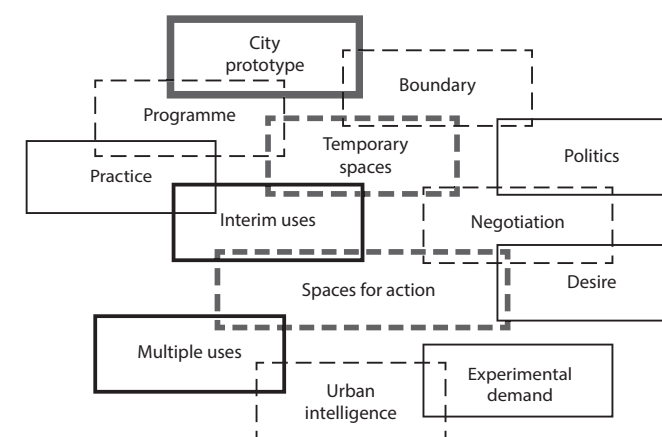 City
prototype
Boundary
Programme
Temporary
spaces
Politics
Practice
Interim uses
Negotiation
Spaces for action
Desire
Multiple uses
Experimental
demand
Urban
intelligence